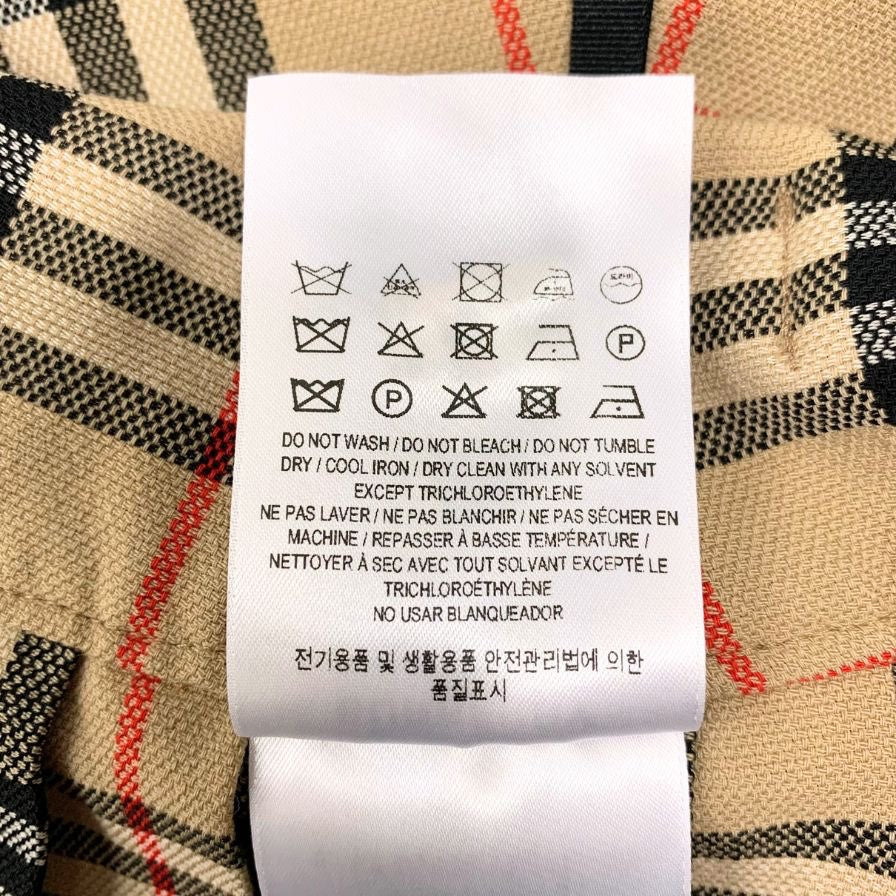 드라이
P
P
DO NOT WASH / DO NOT BLEACH / DO NOT TUMBLE
DRY / COOL IRON / DRY CLEAN WITH ANY SOLVENT
EXCEPT TRICHLOROETHYLENE
NE PAS LAVER / NE PAS BLANCHIR / NE PAS SÉCHER EN
MACHINE / REPASSER À BASSE TEMPÉRATURE /
NETTOYER À SEC AVEC TOUT SOLVANT EXCEPTÉ LE
TRICHLOROÉTHYLÈNE
NO USAR BLANQUEADOR
전기용품 및 생활용품 안전관리법에 의한
품질표시